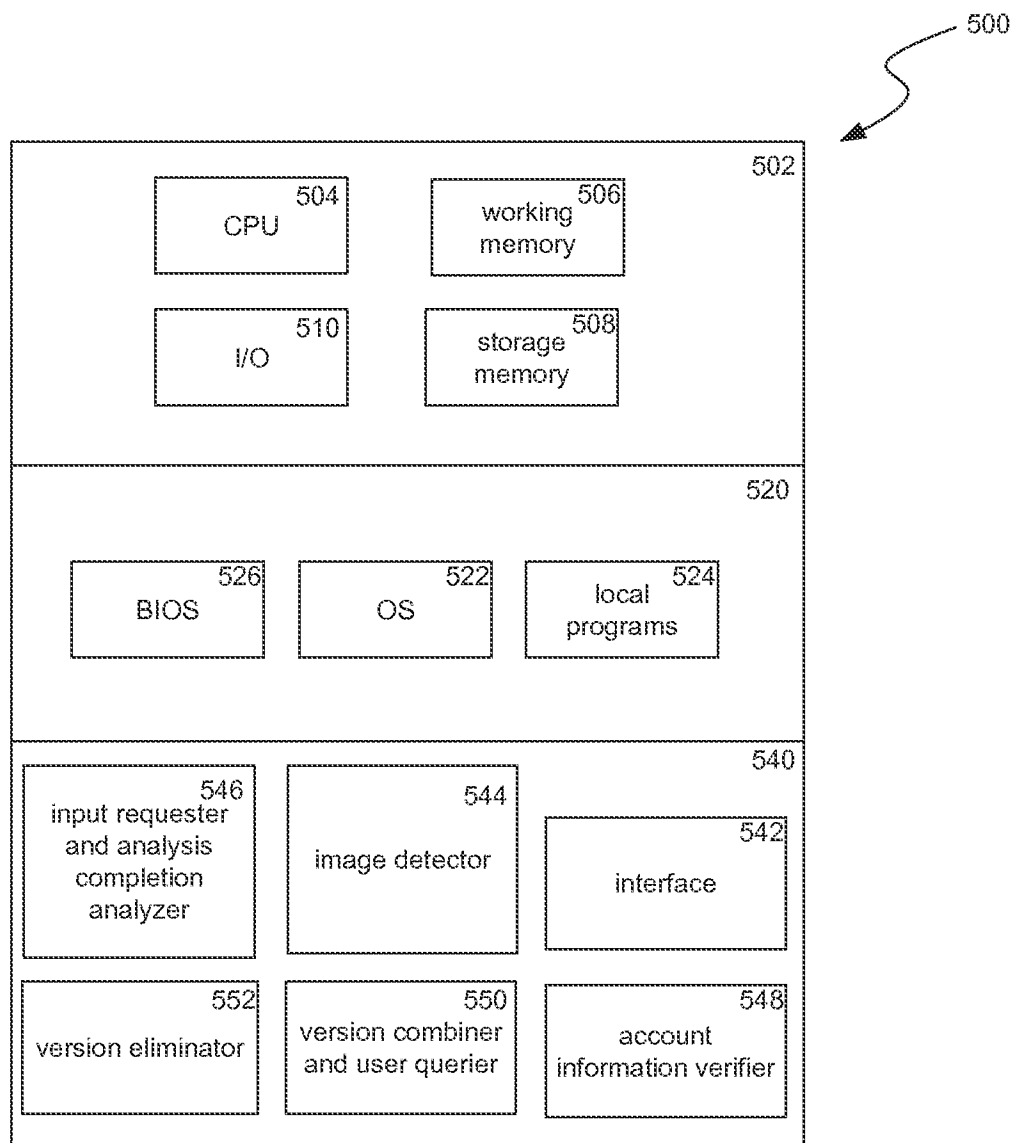 500
502
504
CPU
506
working
memory
510
I/O
508
storage
memory
520
526
BIOS
522
OS
524
local
programs
540
546
input requester
and analysis
completion
analyzer
544
image detector
542
interface
552
version eliminator
550
version combiner
and user querier
548
account
information verifier